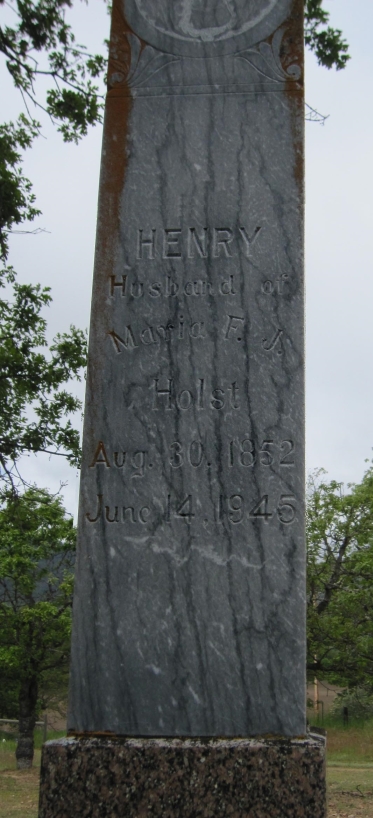 HENRY
Husband of
Maria F. J.
Holst
Aug. 30. 1852
June 14. 1945